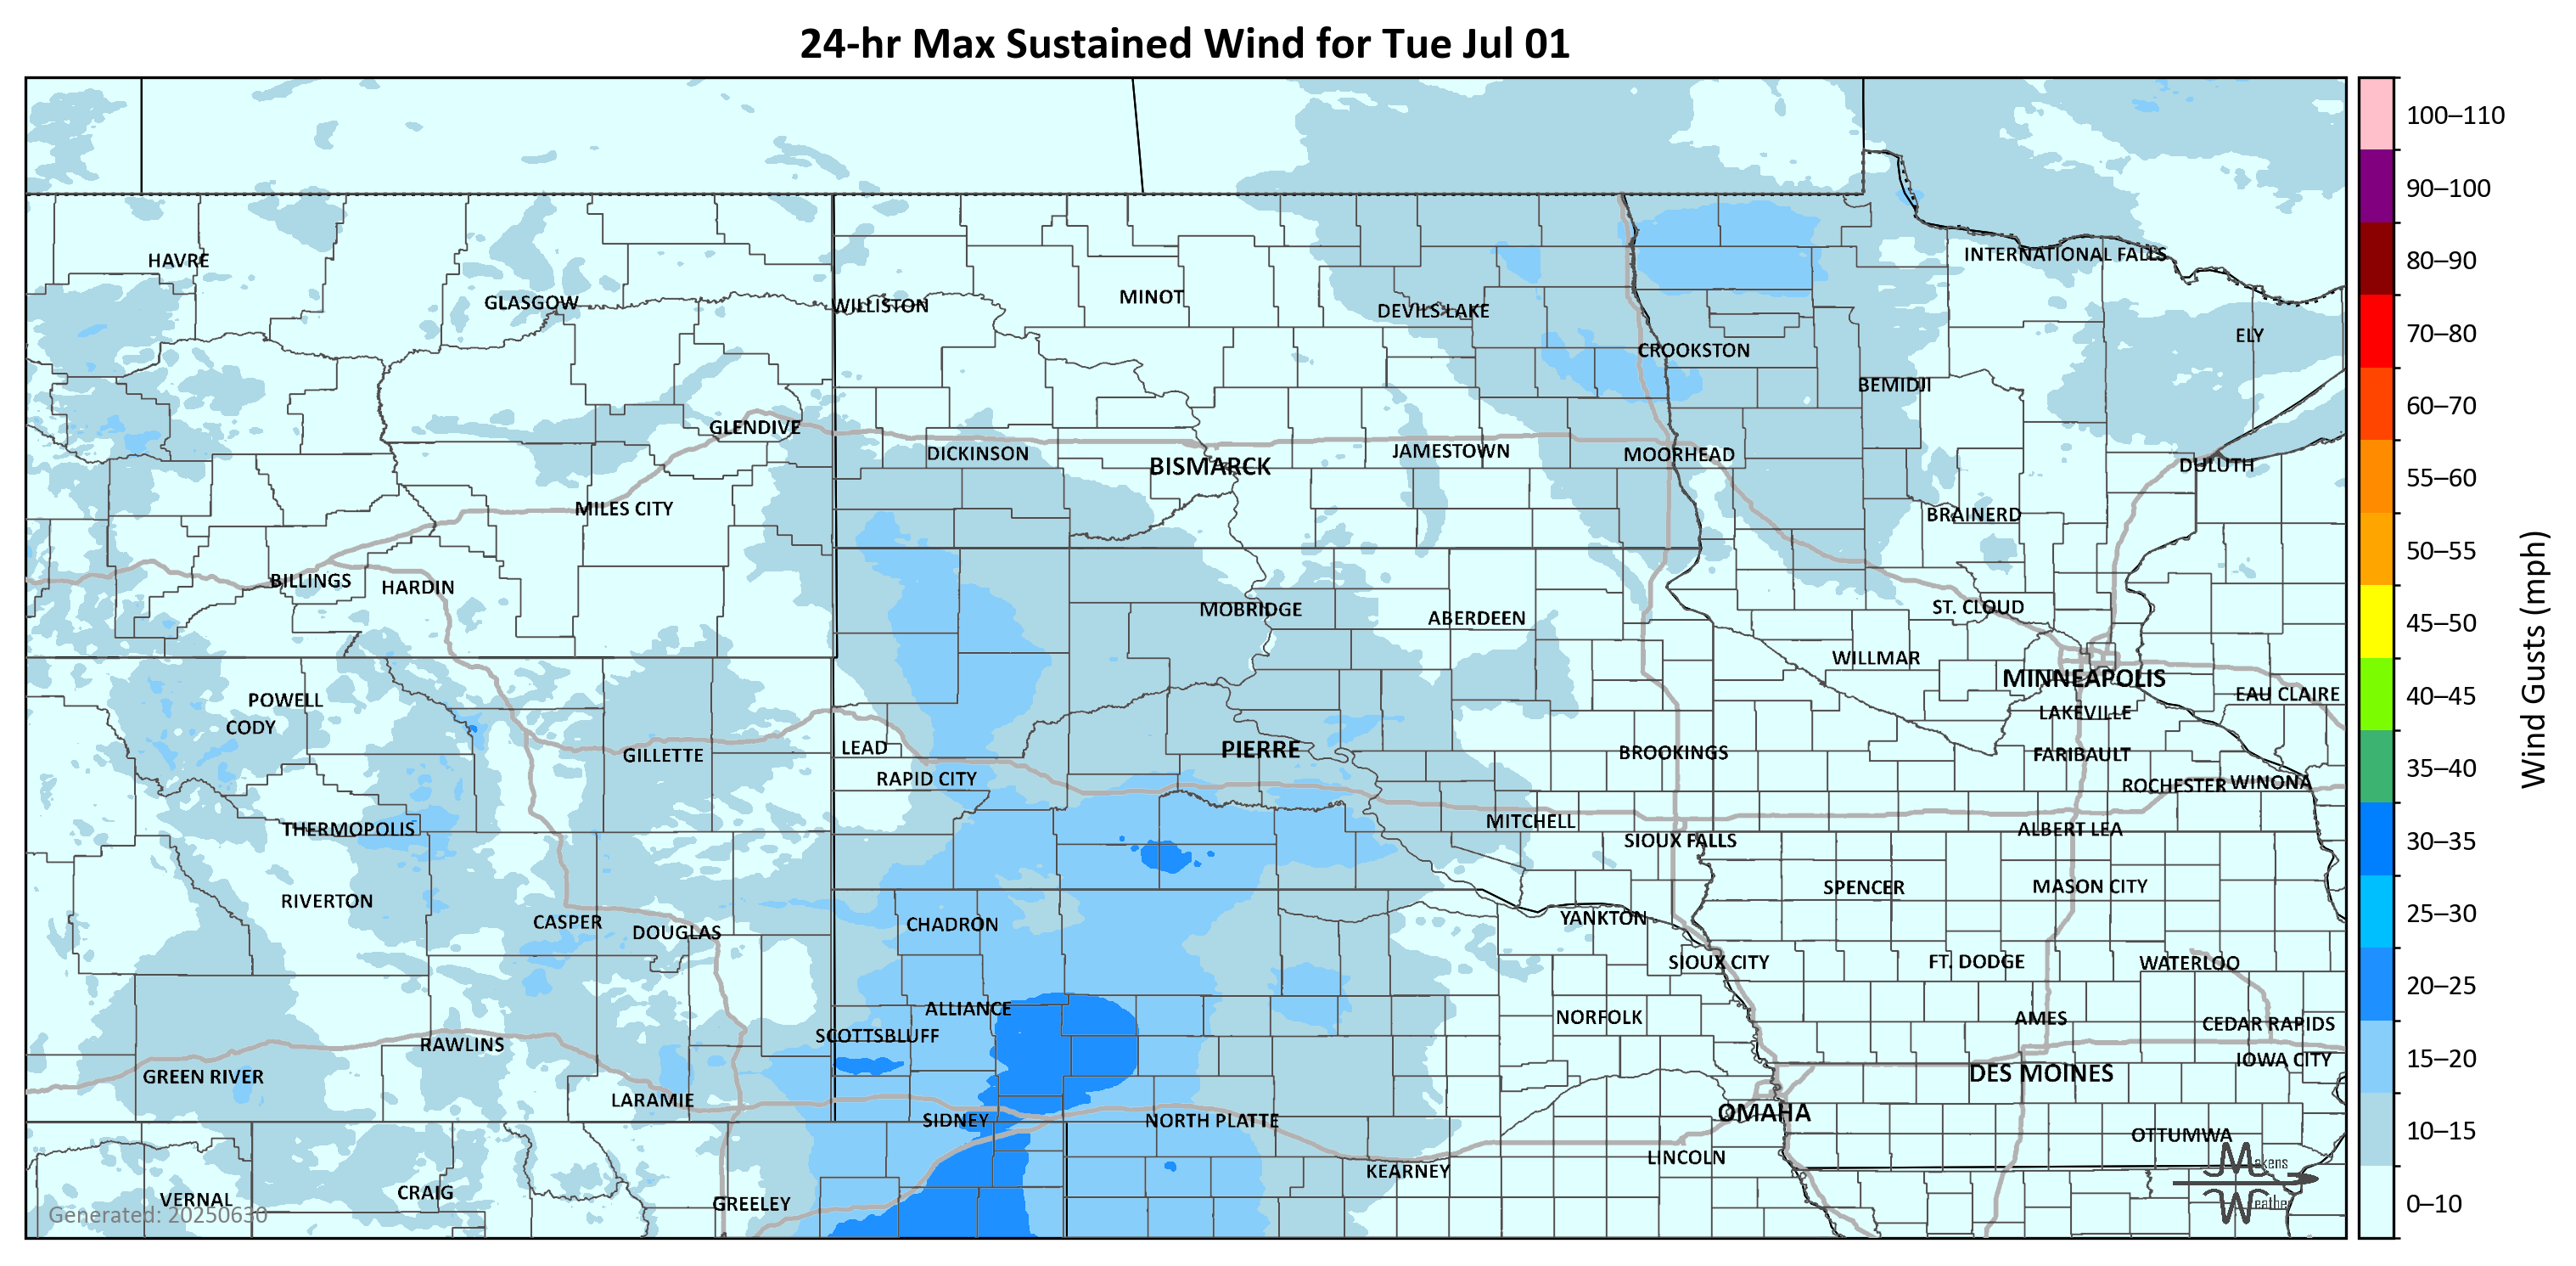 24-hr Max Sustained Wind for Tue Jul 01
100–110
90–100
80–90
70–80
60–70
55–60
50–55
45–50
40–45
35–40
30–35
25–30
20–25
15–20
10–15
0–10
Wind Gusts (mph)
HAVRE
GLASGOW
WILLISTON
MINOT
DEVILS LAKE
INTERNATIONAL FALLS
ELY
CROOKSTON
BEMIDJI
GLENDIVE
DICKINSON
BISMARCK
JAMESTOWN
MOORHEAD
DULUTH
MILES CITY
BRAINERD
BILLINGS
HARDIN
MOBRIDGE
ABERDEEN
ST. CLOUD
WILLMAR
MINNEAPOLIS
EAU CLAIRE
POWELL
CODY
LAKEVILLE
GILLETTE
LEAD
PIERRE
BROOKINGS
FARIBAULT
RAPID CITY
ROCHESTER
WINONA
THERMOPOLIS
MITCHELL
SIOUX FALLS
ALBERT LEA
RIVERTON
SPENCER
MASON CITY
CASPER
DOUGLAS
CHADRON
YANKTON
SIOUX CITY
FT. DODGE
WATERLOO
ALLIANCE
SCOTTSBLUFF
NORFOLK
AMES
CEDAR RAPIDS
RAWLINS
IOWA CITY
GREEN RIVER
DES MOINES
LARAMIE
SIDNEY
NORTH PLATTE
OMAHA
OTTUMWA
KEARNEY
LINCOLN
VERNAL
CRAIG
GREELEY
Makens
Weather
Generated: 20250630